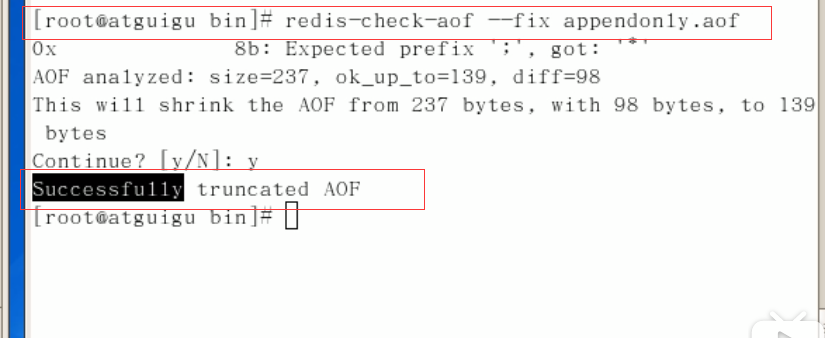 [root@atguigu bin]# redis-check-aof --fix appendonly.aof
0x              8b: Expected prefix ';', got: '*'
AOF analyzed: size=237, ok_up_to=139, diff=98
This will shrink the AOF from 237 bytes, with 98 bytes, to 139
bytes
Continue? [y/N]: y
Successfully truncated AOF
[root@atguigu bin]#